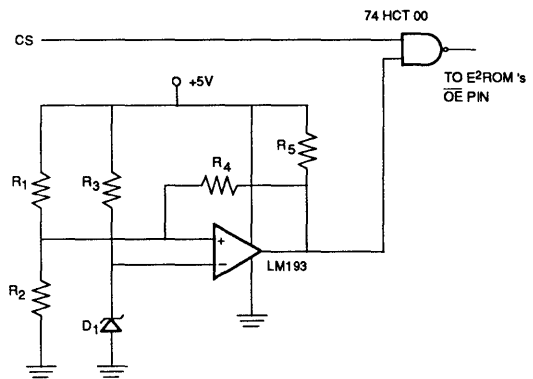 74 HCT 00
CS
TO E²ROM 's
OE PIN
+5V
R4
R5
R1
R3
+
−
LM193
R2
D1